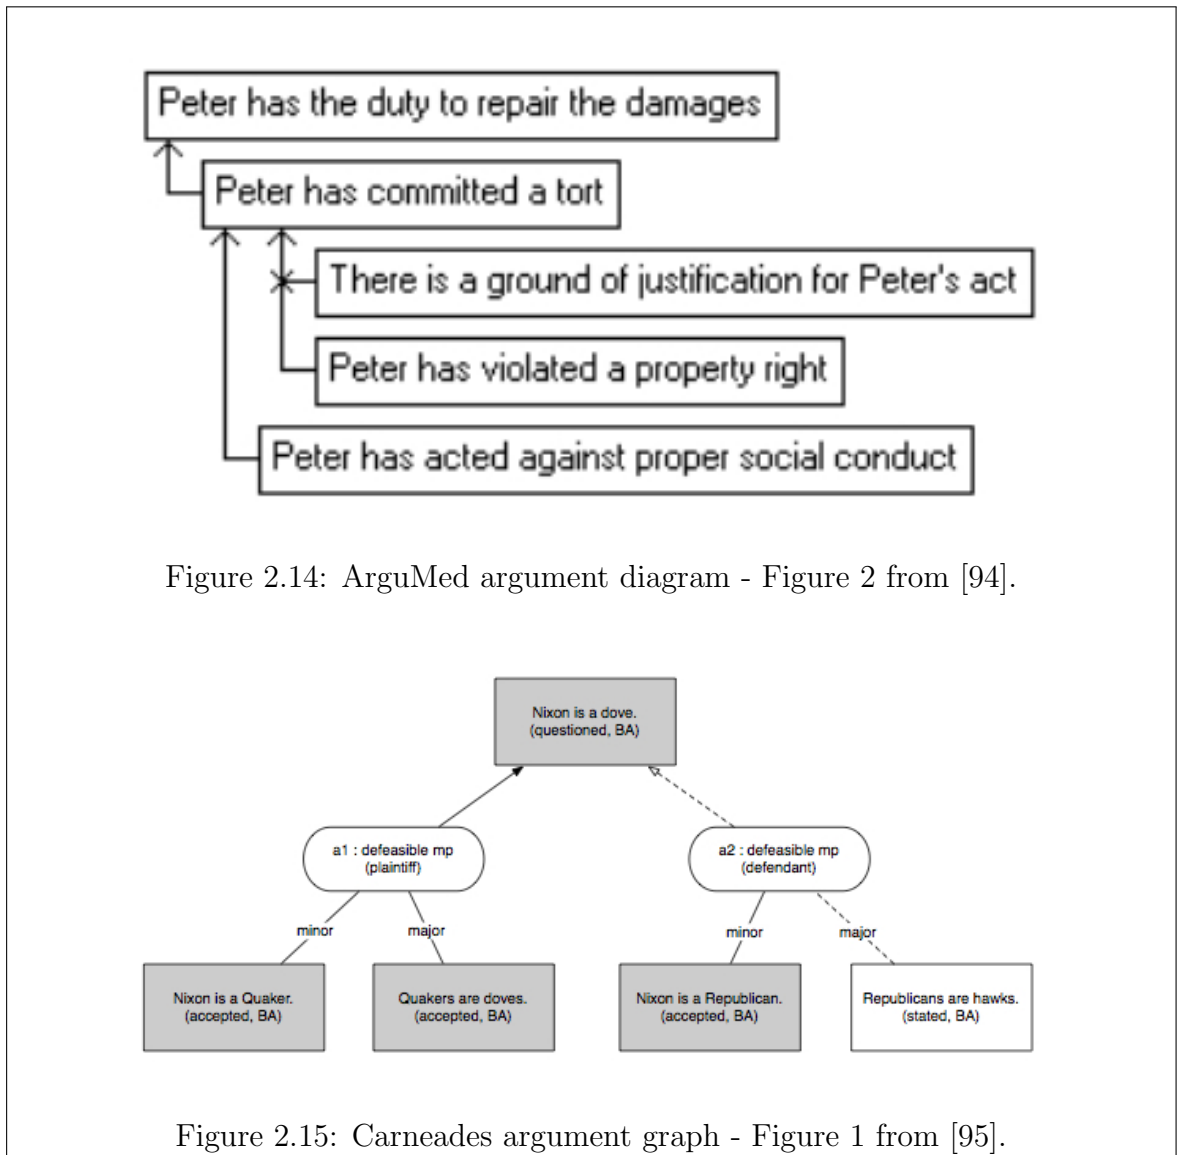 Peter has the duty to repair the damages
Peter has committed a tort
There is a ground of justification for Peter's act
Peter has violated a property right
Peter has acted against proper social conduct
Figure 2.14: ArguMed argument diagram - Figure 2 from [94].
Nixon is a dove.
(questioned, BA)
a1 : defeasible mp
(plaintiff)
a2 : defeasible mp
(defendant)
minor
major
minor
major
Nixon is a Quaker.
(accepted, BA)
Quakers are doves.
(accepted, BA)
Nixon is a Republican.
(accepted, BA)
Republicans are hawks.
(stated, BA)
Figure 2.15: Carneades argument graph - Figure 1 from [95].